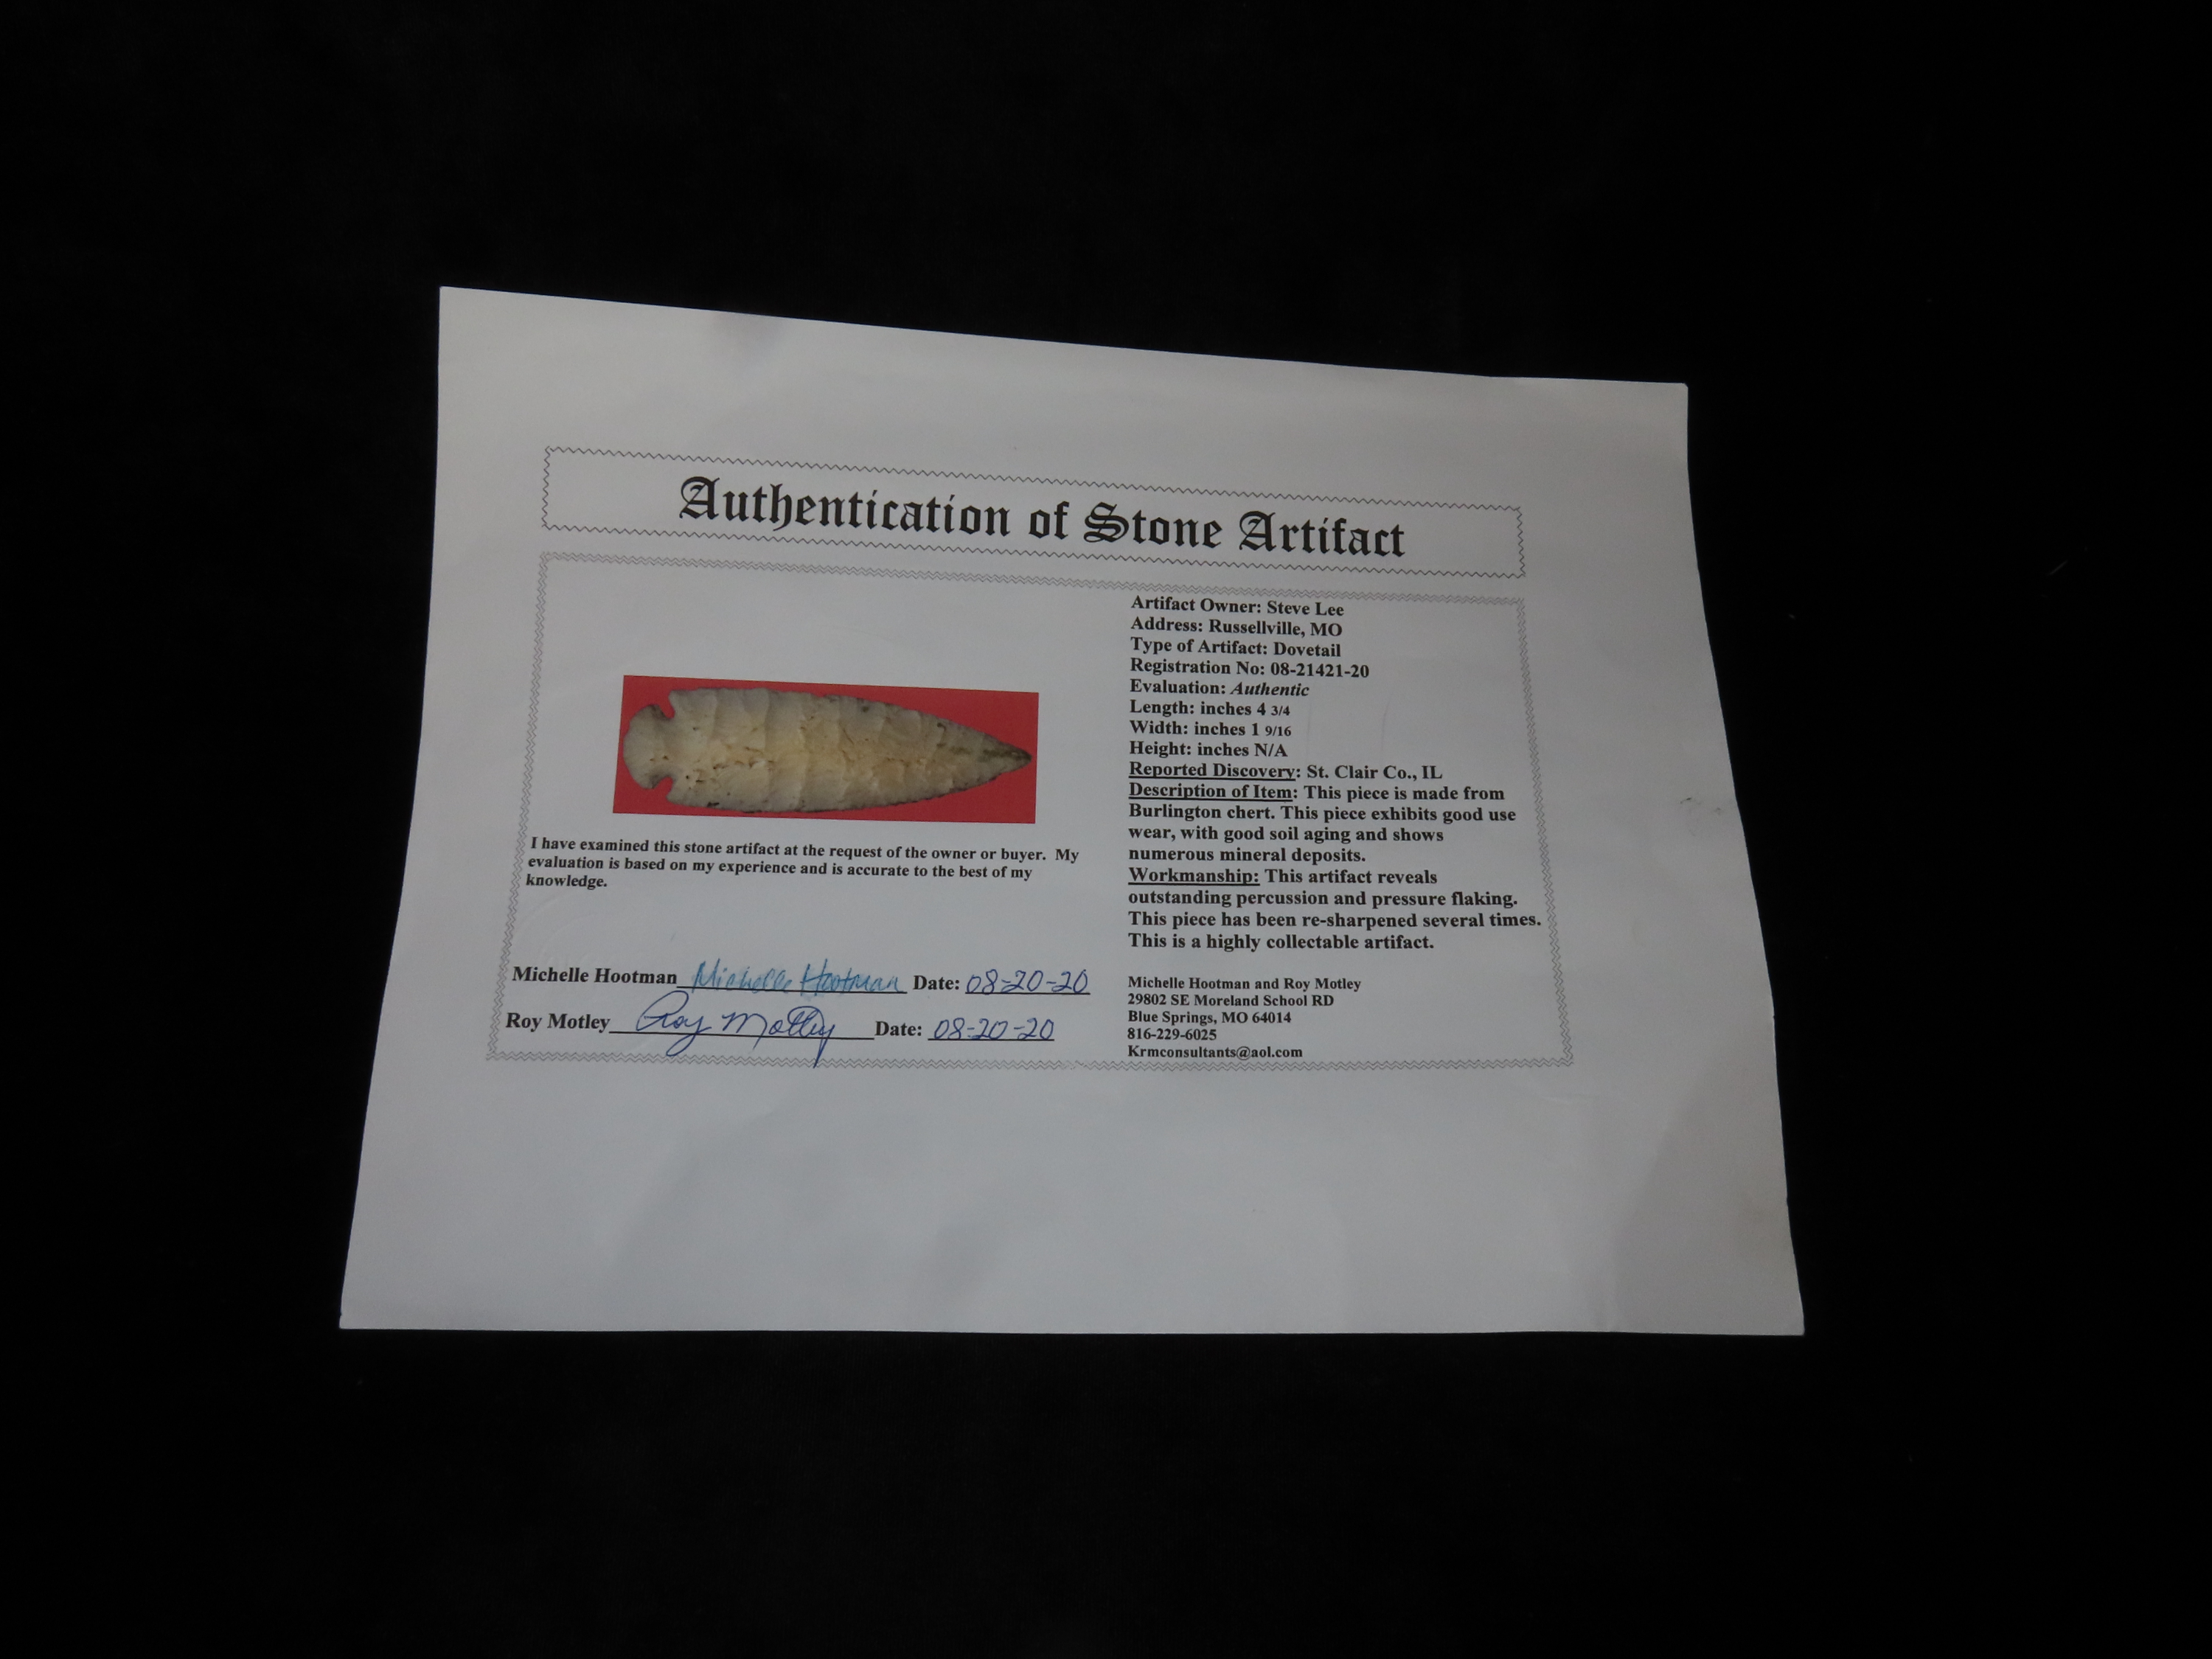 Authentication of Stone Artifact
Artifact Owner: Steve Lee
Address: Russellville, MO
Type of Artifact: Dovetail
Registration No: 08-21421-20
Evaluation: Authentic
Length: inches 4 3/4
Width: inches 1 9/16
Height: inches N/A
Reported Discovery: St. Clair Co., IL
Description of Item: This piece is made from
Burlington chert. This piece exhibits good use
wear, with good soil aging and shows
numerous mineral deposits.
Workmanship: This artifact reveals
outstanding percussion and pressure flaking.
This piece has been re-sharpened several times.
This is a highly collectable artifact.
I have examined this stone artifact at the request of the owner or buyer. My
evaluation is based on my experience and is accurate to the best of my
knowledge.
Michelle Hootman Michelle Hootman Date: 08-20-20
Roy Motley Roy Motley Date: 08-20-20
Michelle Hootman and Roy Motley
29802 SE Moreland School RD
Blue Springs, MO 64014
816-229-6025
Krmconsultants@aol.com